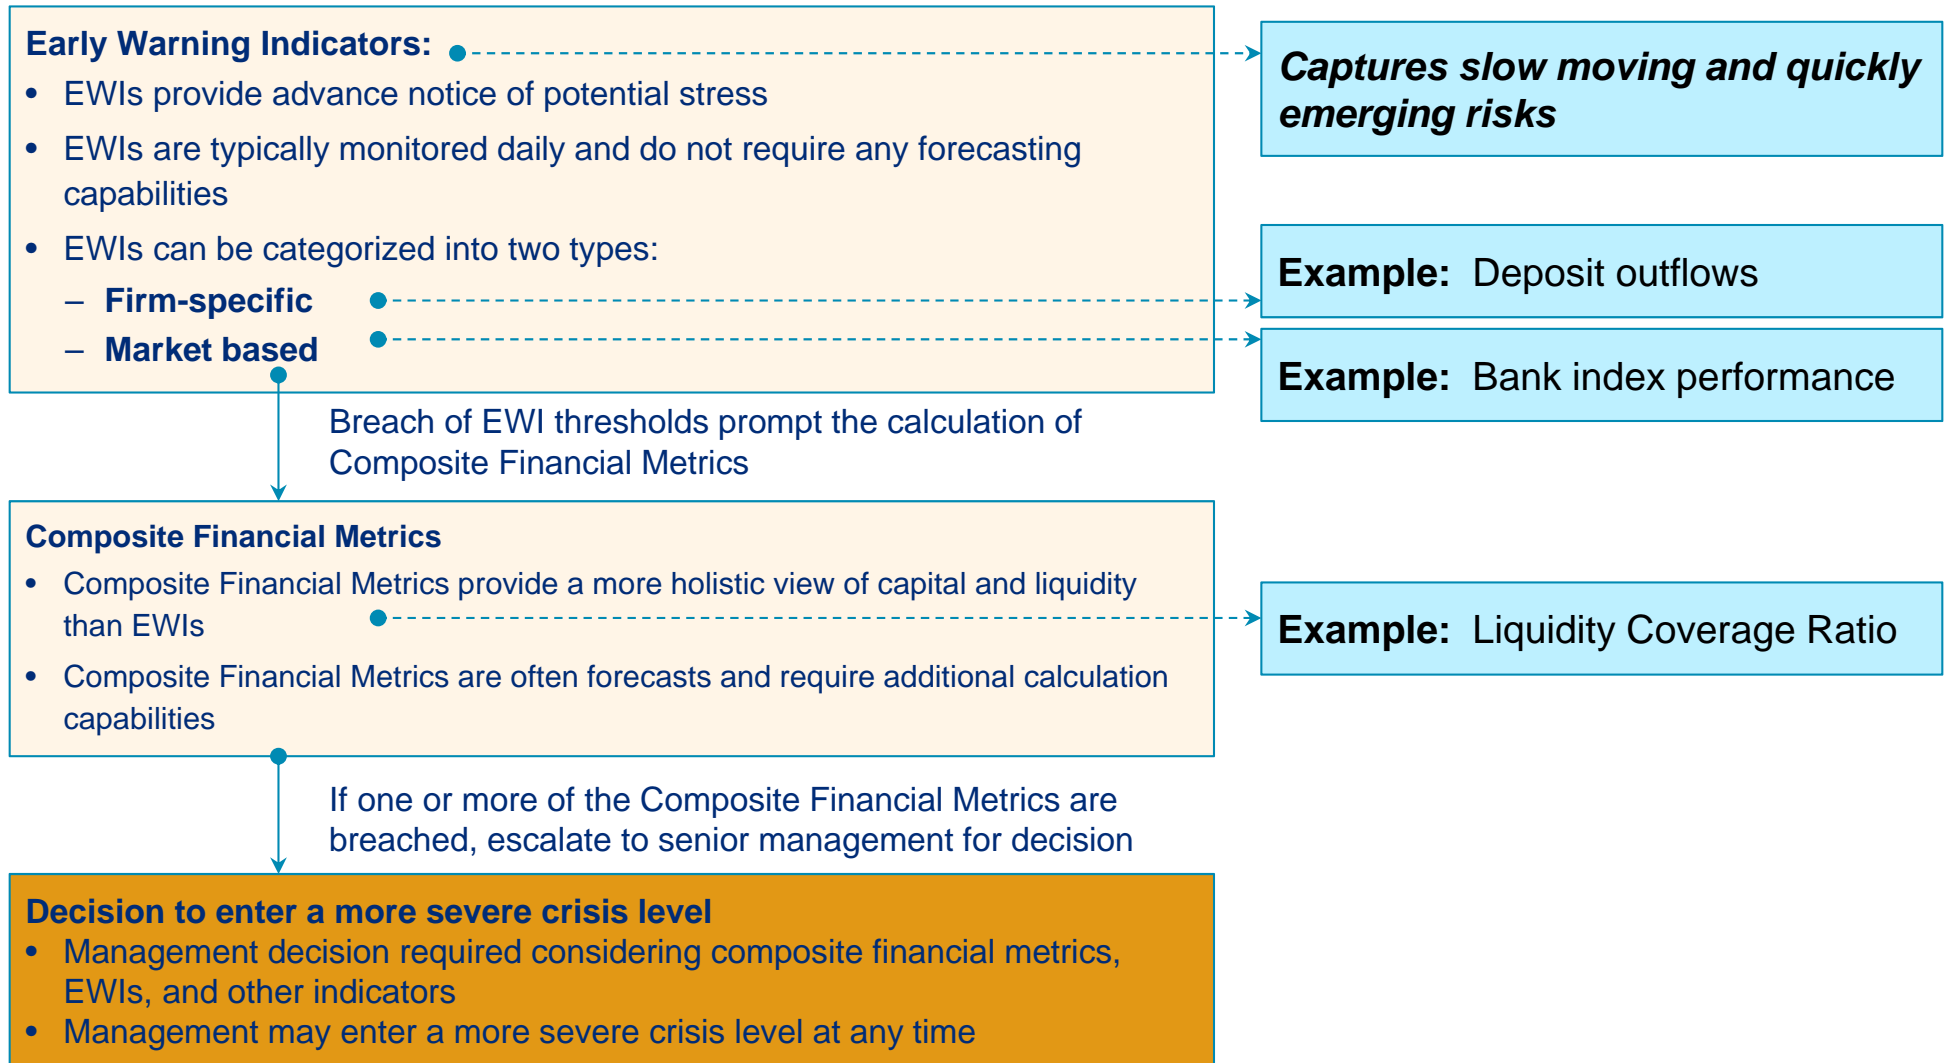 Early Warning Indicators:
• EWIs provide advance notice of potential stress
• EWIs are typically monitored daily and do not require any forecasting
capabilities
• EWIs can be categorized into two types:
– Firm-specific
– Market based
Captures slow moving and quickly
emerging risks
Example: Deposit outflows
Example: Bank index performance
Breach of EWI thresholds prompt the calculation of
Composite Financial Metrics
Composite Financial Metrics
• Composite Financial Metrics provide a more holistic view of capital and liquidity
than EWIs
• Composite Financial Metrics are often forecasts and require additional calculation
capabilities
Example: Liquidity Coverage Ratio
If one or more of the Composite Financial Metrics are
breached, escalate to senior management for decision
Decision to enter a more severe crisis level
• Management decision required considering composite financial metrics,
EWIs, and other indicators
• Management may enter a more severe crisis level at any time